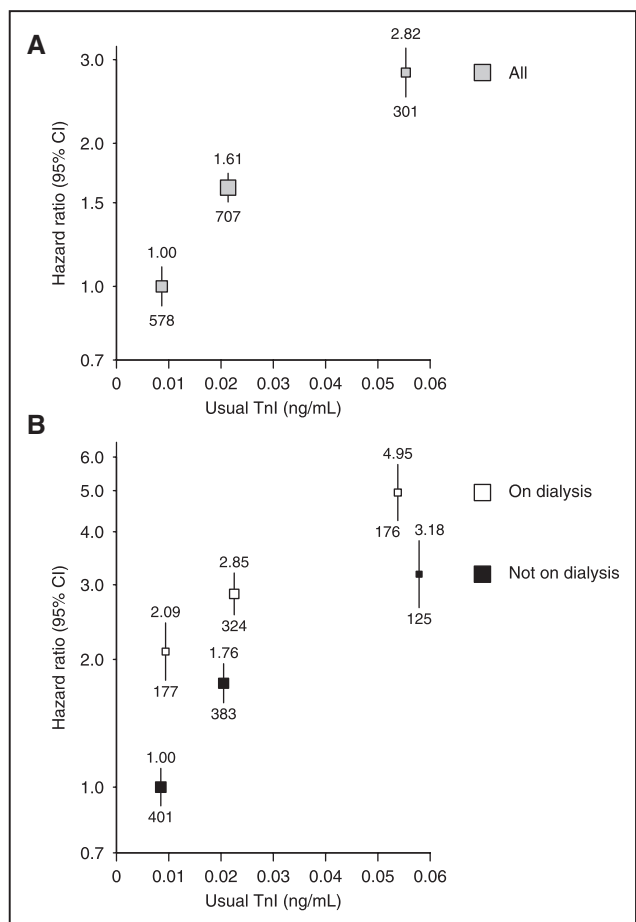 A
Hazard ratio (95% CI)
3.0
2.0
1.5
1.0
0.7
2.82
301
1.61
707
1.00
578
All
0 0.01 0.02 0.03 0.04 0.05 0.06
Usual TnI (ng/mL)
B
Hazard ratio (95% CI)
6.0
5.0
4.0
3.0
2.0
1.0
0.7
4.95
176
3.18
125
2.85
324
2.09
177
1.76
383
1.00
401
On dialysis
Not on dialysis
0 0.01 0.02 0.03 0.04 0.05 0.06
Usual TnI (ng/mL)